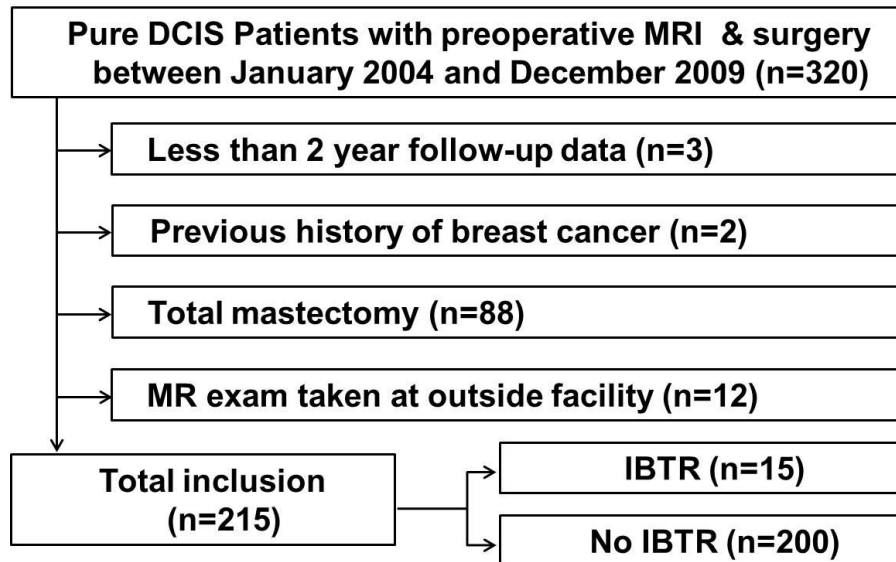 Pure DCIS Patients with preoperative MRI & surgery
between January 2004 and December 2009 (n=320)
Less than 2 year follow-up data (n=3)
Previous history of breast cancer (n=2)
Total mastectomy (n=88)
MR exam taken at outside facility (n=12)
Total inclusion
(n=215)
IBTR (n=15)
No IBTR (n=200)